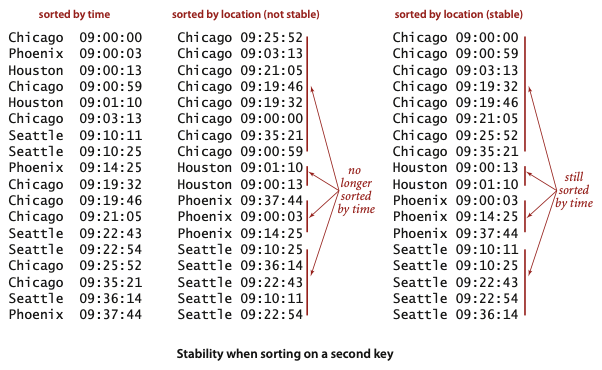 sorted by time
Chicago 09:00:00
Phoenix 09:00:03
Houston 09:00:13
Chicago 09:00:59
Houston 09:01:10
Chicago 09:03:13
Seattle 09:10:11
Seattle 09:10:25
Phoenix 09:14:25
Chicago 09:19:32
Chicago 09:19:46
Chicago 09:21:05
Seattle 09:22:43
Seattle 09:22:54
Chicago 09:25:52
Chicago 09:35:21
Seattle 09:36:14
Phoenix 09:37:44
sorted by location (not stable)
Chicago 09:25:52
Chicago 09:03:13
Chicago 09:21:05
Chicago 09:19:46
Chicago 09:19:32
Chicago 09:00:00
Chicago 09:35:21
Chicago 09:00:59
Houston 09:01:10
Houston 09:00:13
Phoenix 09:37:44
Phoenix 09:00:03
Phoenix 09:14:25
Seattle 09:10:25
Seattle 09:36:14
Seattle 09:22:43
Seattle 09:10:11
Seattle 09:22:54
no
longer
sorted
by time
sorted by location (stable)
Chicago 09:00:00
Chicago 09:00:59
Chicago 09:03:13
Chicago 09:19:32
Chicago 09:19:46
Chicago 09:21:05
Chicago 09:25:52
Chicago 09:35:21
Houston 09:00:13
Houston 09:01:10
Phoenix 09:00:03
Phoenix 09:14:25
Phoenix 09:37:44
Seattle 09:10:11
Seattle 09:10:25
Seattle 09:22:43
Seattle 09:22:54
Seattle 09:36:14
still
sorted
by time
Stability when sorting on a second key